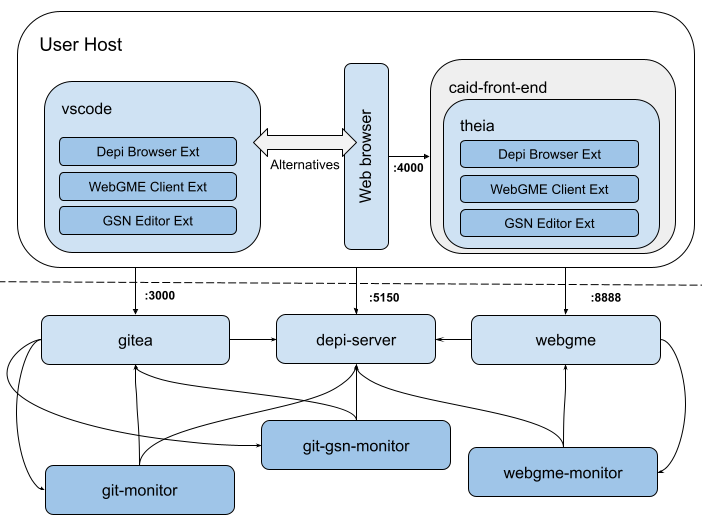 User Host
vscode
Depi Browser Ext
WebGME Client Ext
GSN Editor Ext
Alternatives
Web browser
:4000
caid-front-end
theia
Depi Browser Ext
WebGME Client Ext
GSN Editor Ext
:3000
:5150
:8888
gitea
depi-server
webgme
git-gsn-monitor
git-monitor
webgme-monitor